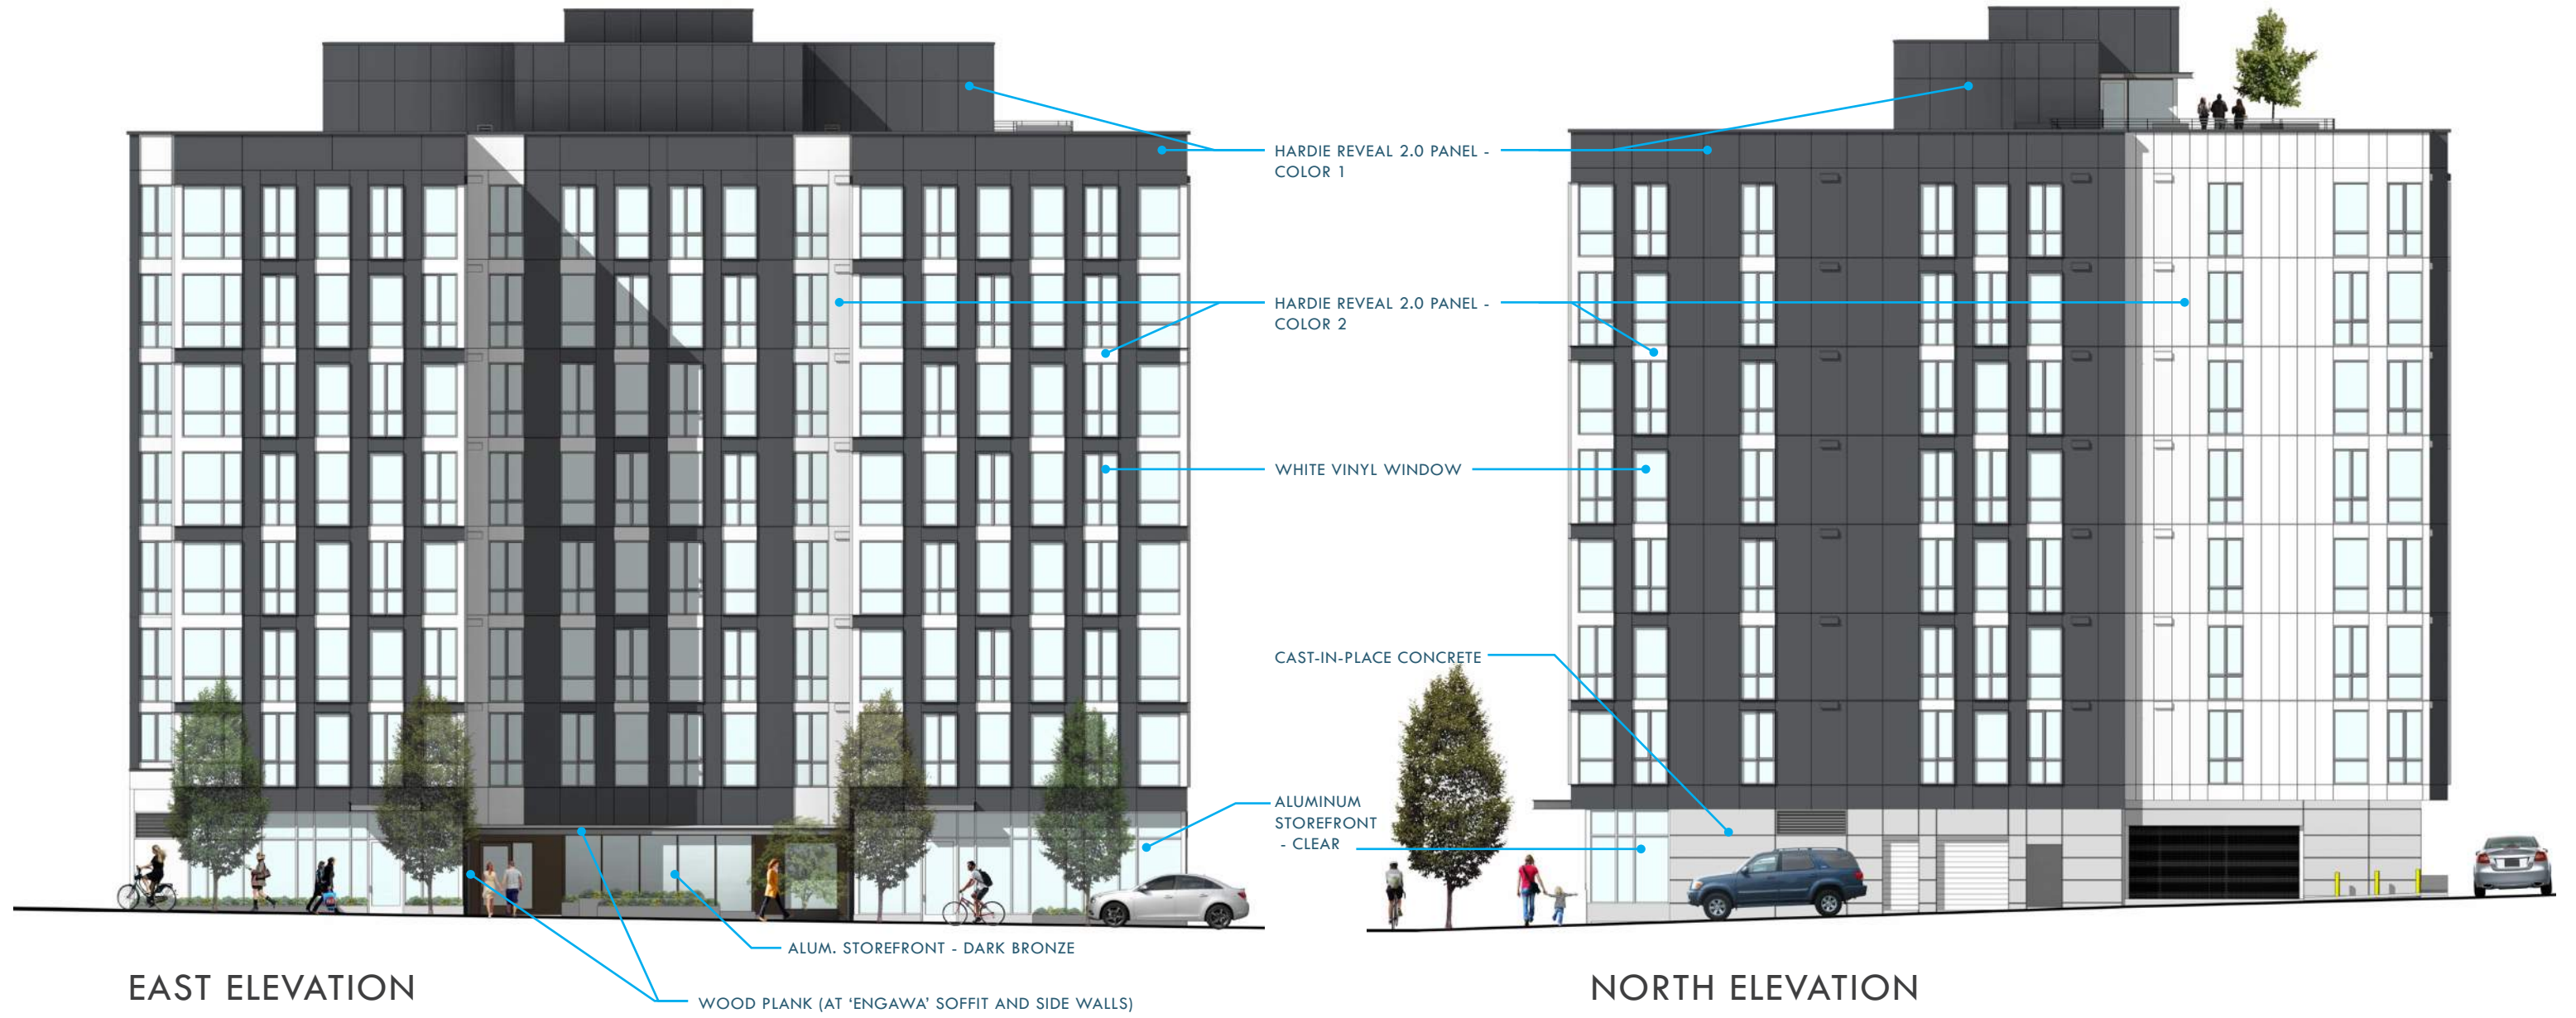 HARDIE REVEAL 2.0 PANEL -
COLOR 1
HARDIE REVEAL 2.0 PANEL -
COLOR 2
WHITE VINYL WINDOW
CAST-IN-PLACE CONCRETE
ALUMINUM
STOREFRONT
- CLEAR
ALUM. STOREFRONT - DARK BRONZE
WOOD PLANK (AT ‘ENGAWA’ SOFFIT AND SIDE WALLS)
EAST ELEVATION
NORTH ELEVATION